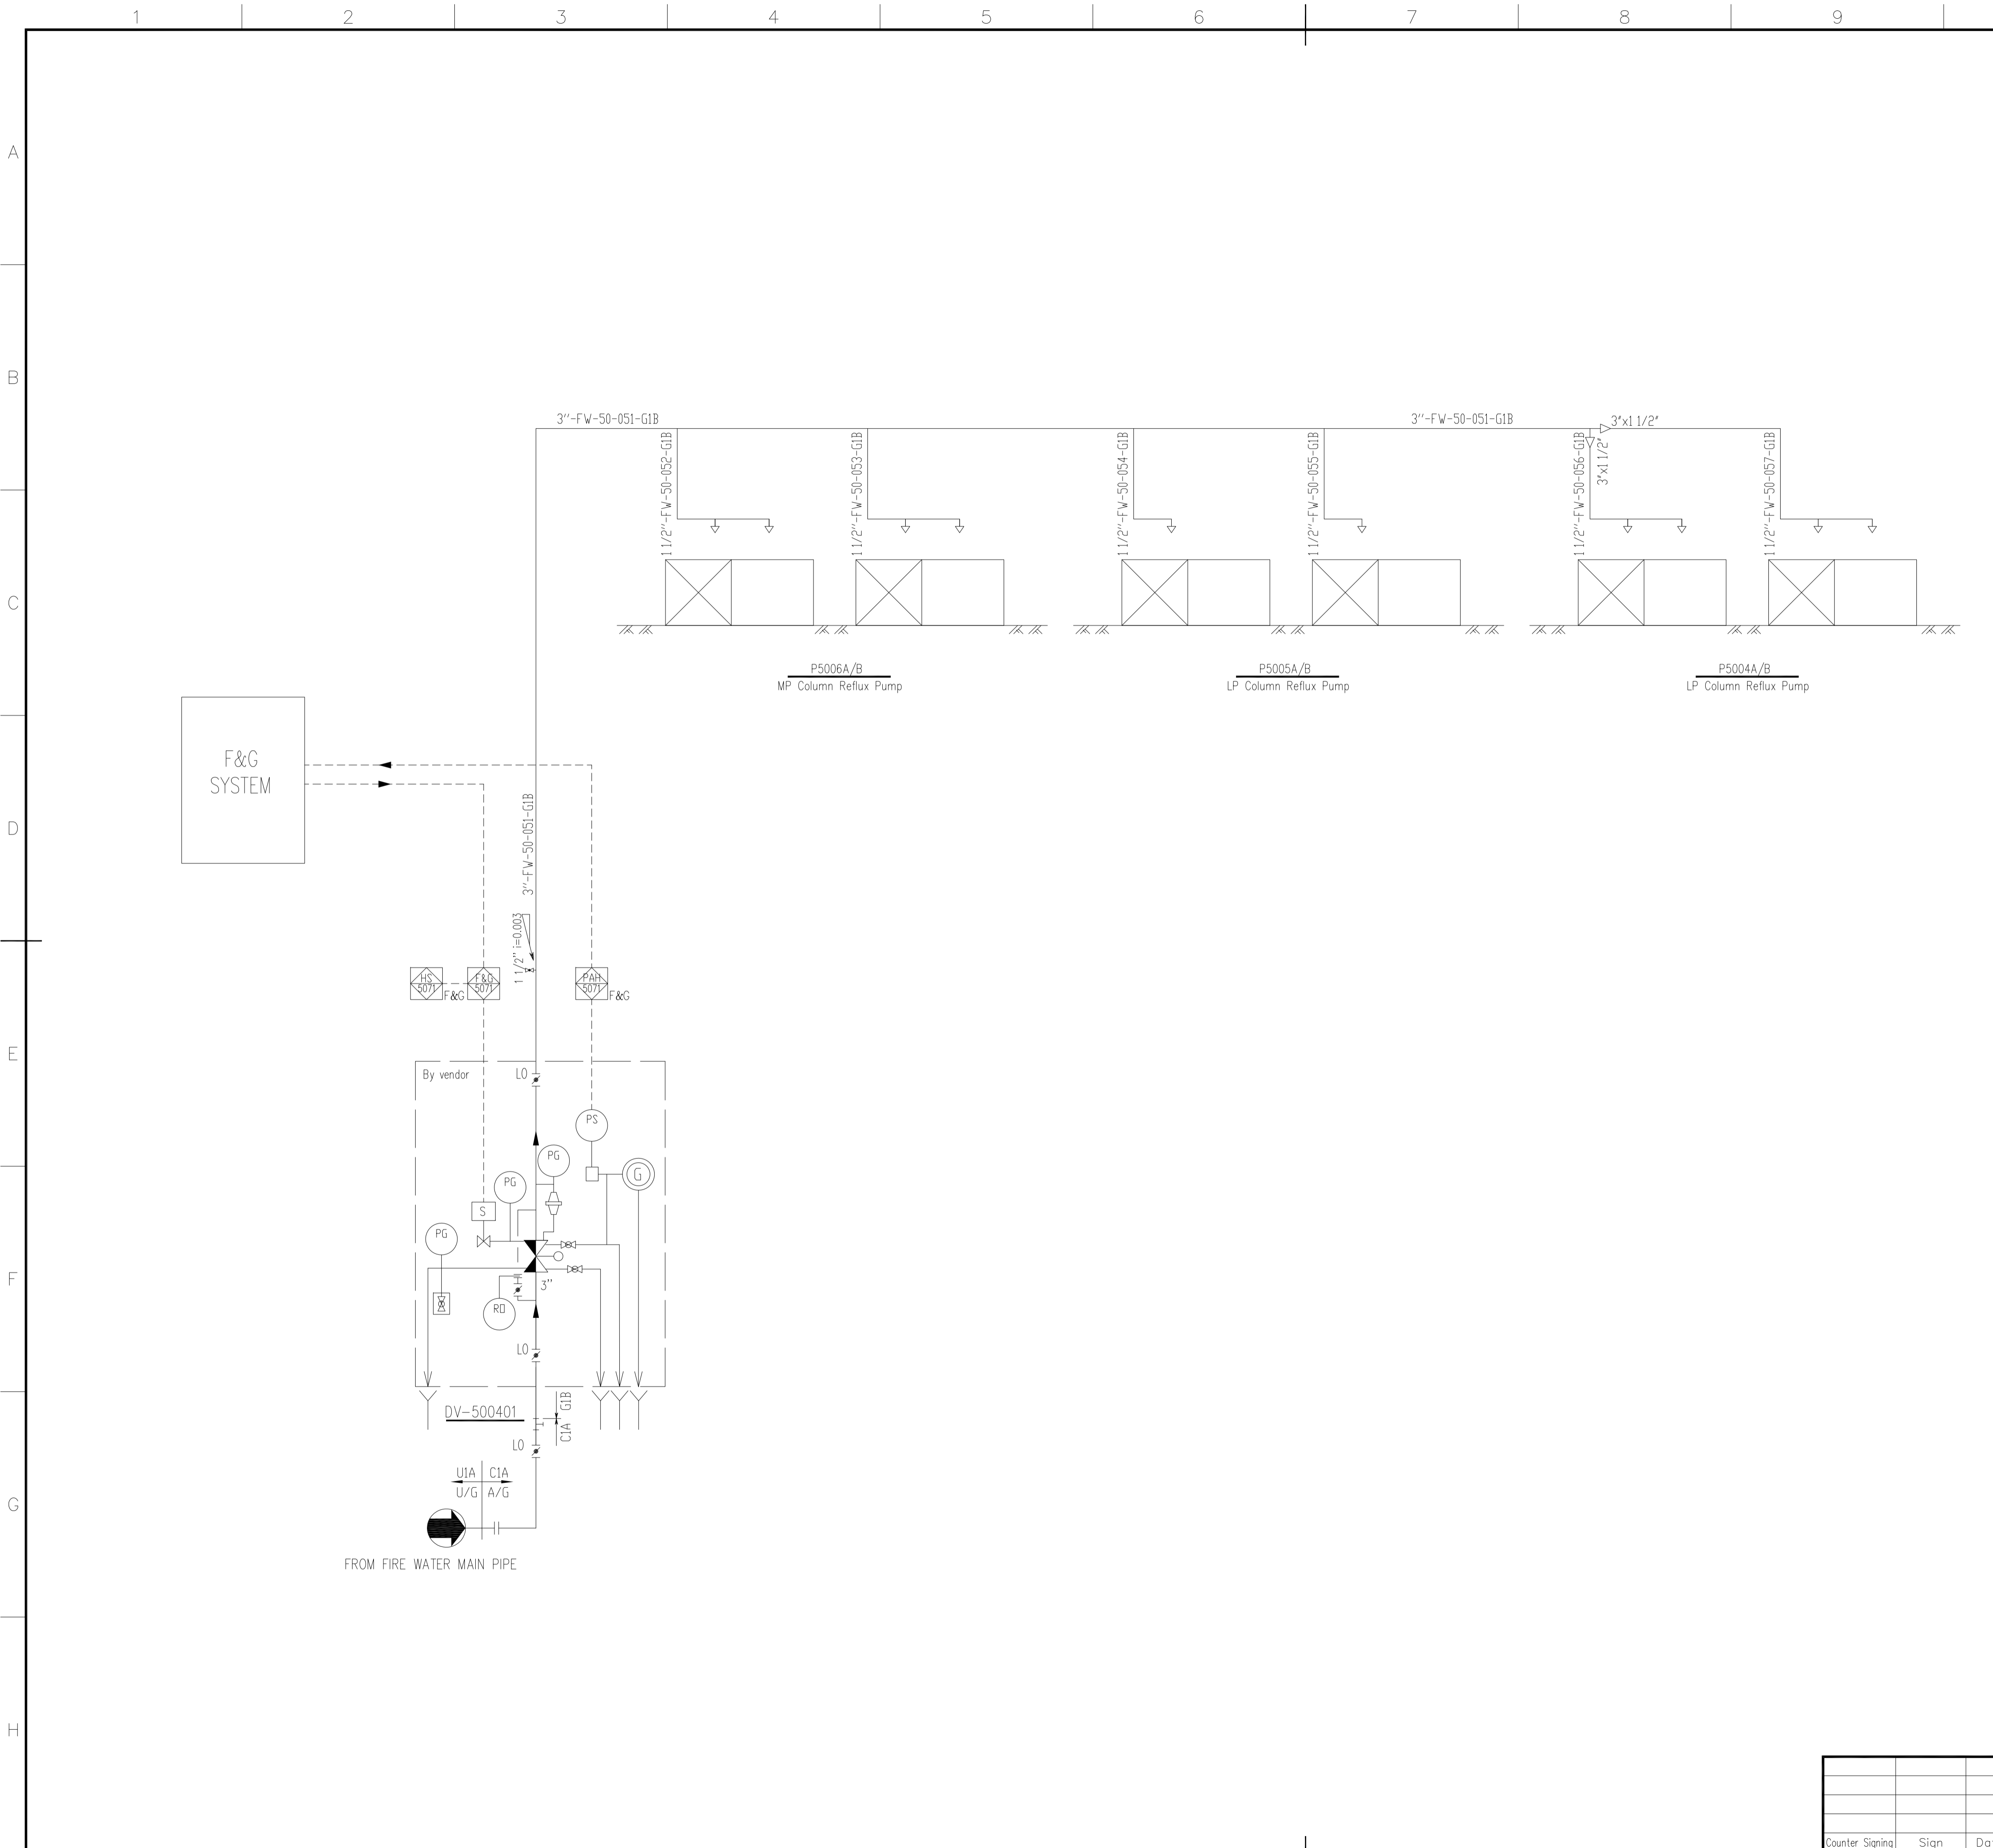 1 2 3 4 5 6 7 8 9
A
B
C
D
E
F
G
H
3''-FW-50-051-G1B
3''-FW-50-051-G1B
3"x1 1/2"
3"x1 1/2"
1 1/2''-FW-50-052-G1B
1 1/2''-FW-50-053-G1B
1 1/2''-FW-50-054-G1B
1 1/2''-FW-50-055-G1B
1 1/2''-FW-50-056-G1B
1 1/2''-FW-50-057-G1B
P5006A/B
MP Column Reflux Pump
P5005A/B
LP Column Reflux Pump
P5004A/B
LP Column Reflux Pump
F&G
SYSTEM
3''-FW-50-051-G1B
1 1/2" i=0.003
HS
5071
F&G
F&G
5071
PAH
5071
F&G
By vendor
LO
PS
PG
PG
G
S
PG
3"
RO
LO
DV-500401
G1B
C1A
LO
U1A C1A
U/G A/G
FROM FIRE WATER MAIN PIPE
Counter Signing Sign